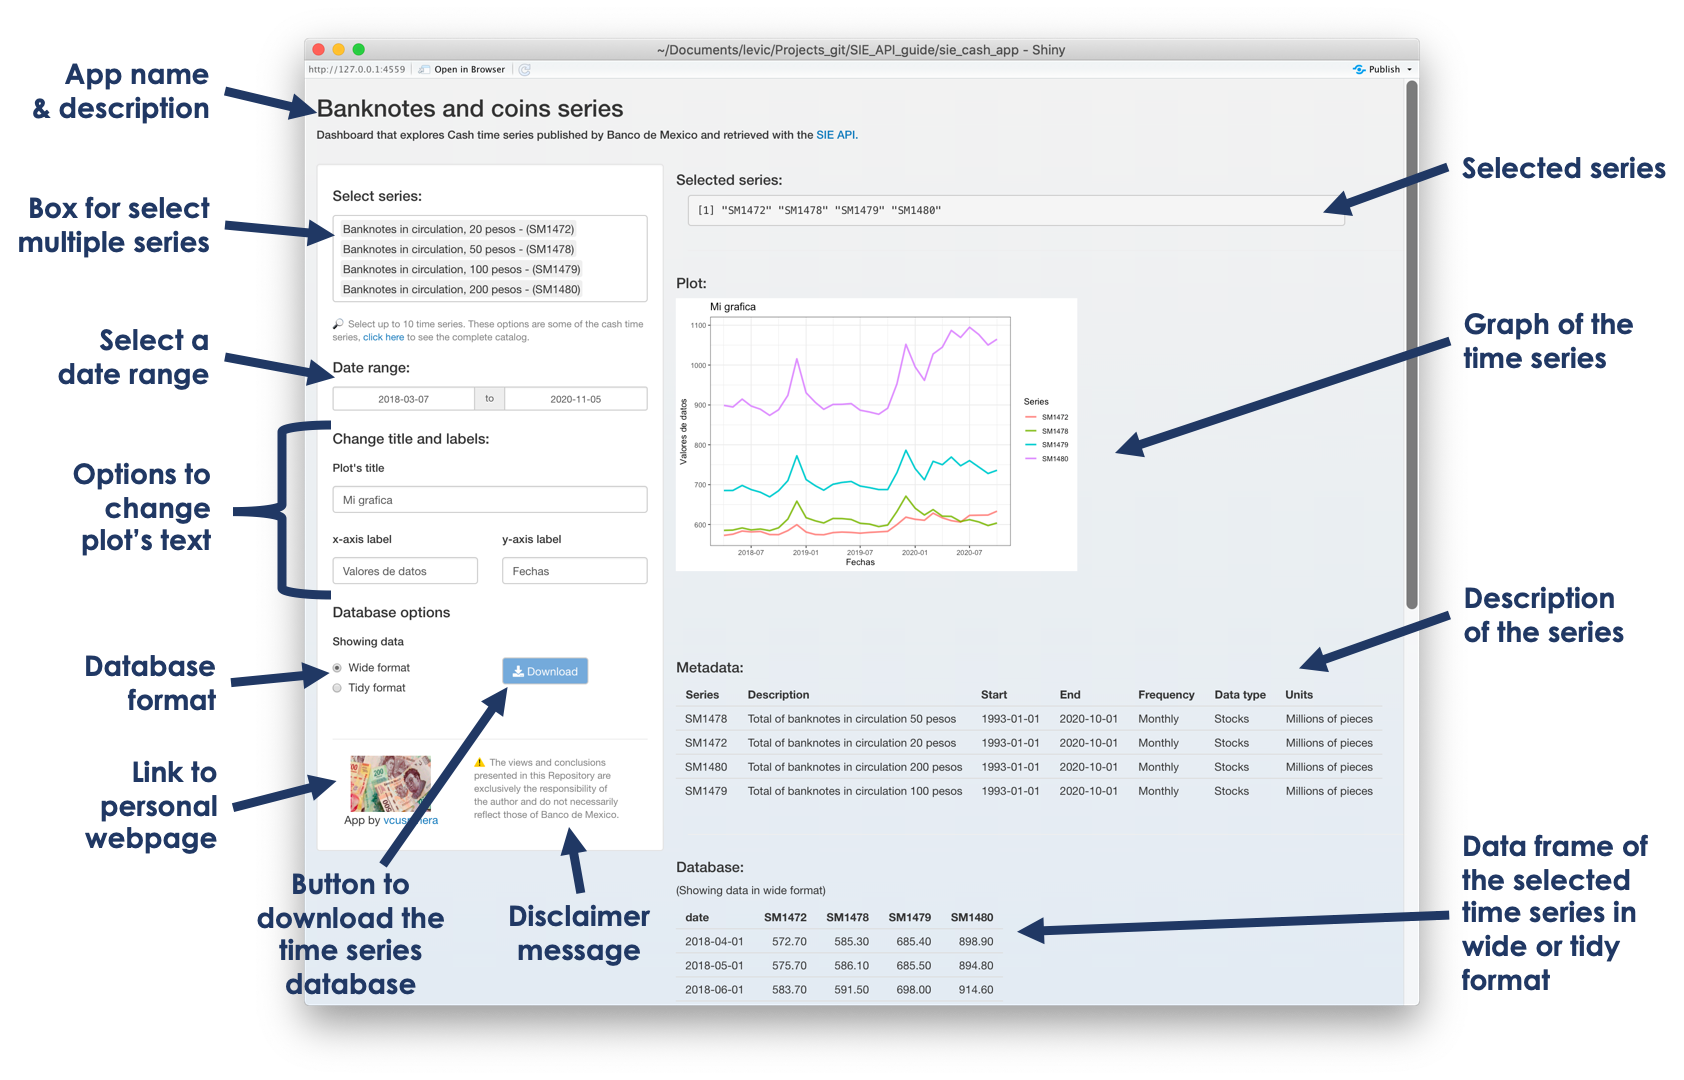 ~/Documents/levic/Projects_git/SIE_API_guide/sie_cash_app - Shiny
http://127.0.0.1:4559
Open in Browser
Publish
App name
& description
Banknotes and coins series
Dashboard that explores Cash time series published by Banco de Mexico and retrieved with the SIE API.
Box for select
multiple series
Select series:
Banknotes in circulation, 20 pesos - (SM1472)
Banknotes in circulation, 50 pesos - (SM1478)
Banknotes in circulation, 100 pesos - (SM1479)
Banknotes in circulation, 200 pesos - (SM1480)
Select up to 10 time series. These options are some of the cash time
series, click here to see the complete catalog.
Select a
date range
Date range:
2018-03-07 to 2020-11-05
Options to
change
plot's text
Change title and labels:
Plot's title
Mi grafica
x-axis label y-axis label
Valores de datos Fechas
Database options
Showing data
Database
format
Wide format
Tidy format
Download
Link to
personal
webpage
App by
The views and conclusions
presented in this Repository are
exclusively the responsibility of
the author and do not necessarily
reflect those of Banco de Mexico.
Button to
download the
time series
database
Disclaimer
message
Selected series:
[1] "SM1472" "SM1478" "SM1479" "SM1480"
Selected series
Plot:
Mi grafica
1100
1000
900
800
700
600
Valores de datos
2018-07 2019-01 2019-07 2020-01 2020-07
Fechas
Series
SM1472
SM1478
SM1479
SM1480
Graph of the
time series
Description
of the series
Metadata:
Series Description Start End Frequency Data type Units
SM1478 Total of banknotes in circulation 50 pesos 1993-01-01 2020-10-01 Monthly Stocks Millions of pieces
SM1472 Total of banknotes in circulation 20 pesos 1993-01-01 2020-10-01 Monthly Stocks Millions of pieces
SM1480 Total of banknotes in circulation 200 pesos 1993-01-01 2020-10-01 Monthly Stocks Millions of pieces
SM1479 Total of banknotes in circulation 100 pesos 1993-01-01 2020-10-01 Monthly Stocks Millions of pieces
Database:
(Showing data in wide format)
date SM1472 SM1478 SM1479 SM1480
2018-04-01 572.70 585.30 685.40 898.90
2018-05-01 575.70 586.10 685.50 894.80
2018-06-01 583.70 591.50 698.00 914.60
Data frame of
the selected
time series in
wide or tidy
format